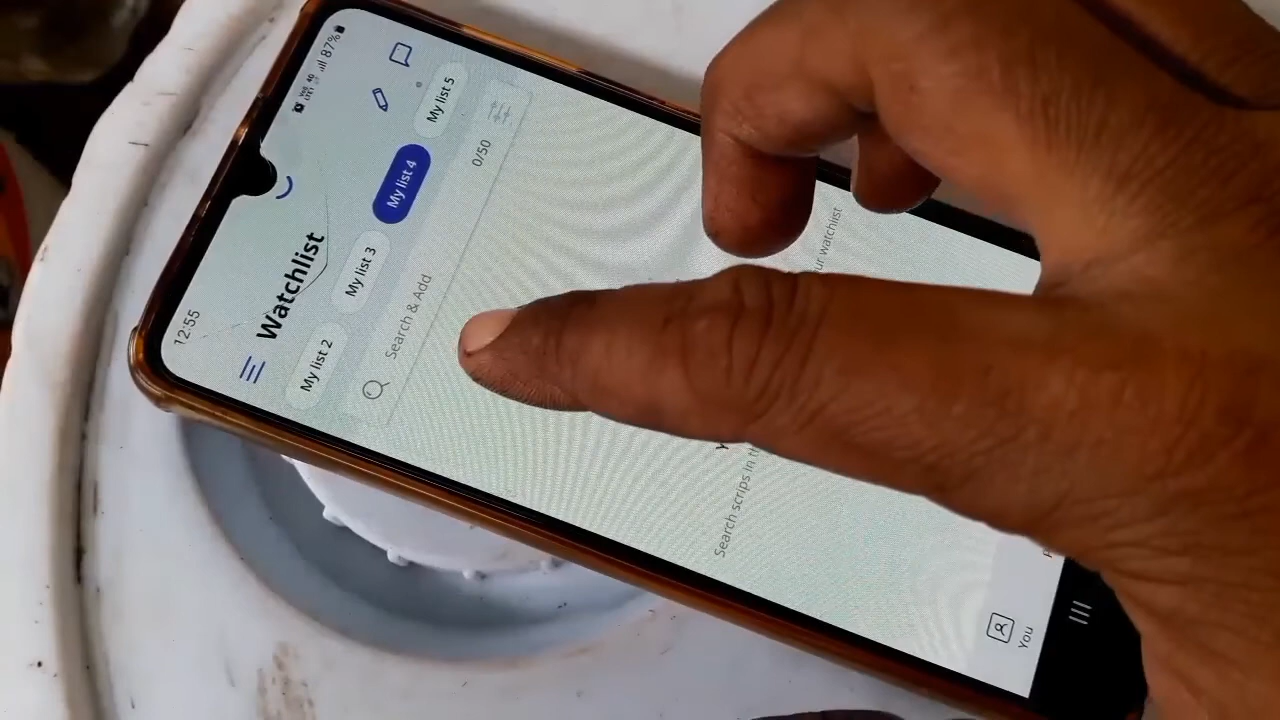 12:55
87%
Watchlist
My list 2
My list 3
My list 4
My list 5
Search & Add
0/50
Search scrips in
ur watchlist
You